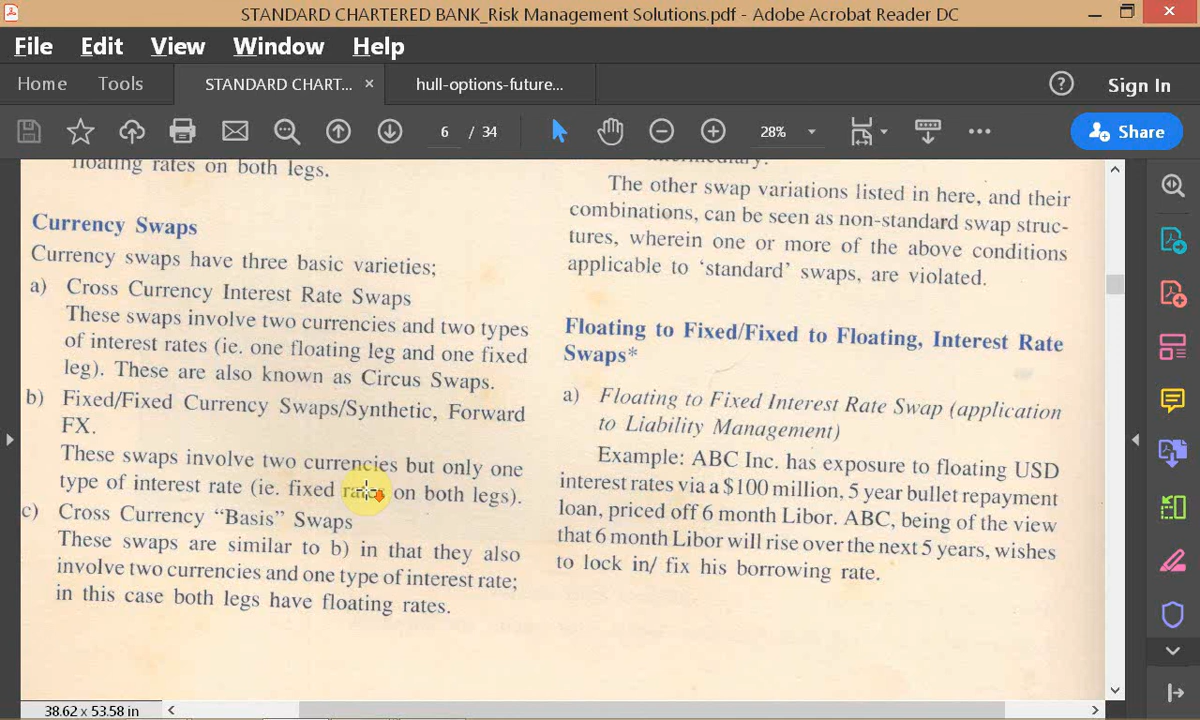 STANDARD CHARTERED BANK_Risk Management Solutions.pdf - Adobe Acrobat Reader DC
File Edit View Window Help
Home Tools STANDARD CHART... × hull-options-future... Sign In
6 / 34 28% Share
floating rates on both legs.
Currency Swaps
Currency swaps have three basic varieties;
a) Cross Currency Interest Rate Swaps
These swaps involve two currencies and two types
of interest rates (ie. one floating leg and one fixed
leg). These are also known as Circus Swaps.
b) Fixed/Fixed Currency Swaps/Synthetic, Forward
FX.
These swaps involve two currencies but only one
type of interest rate (ie. fixed rates on both legs).
c) Cross Currency “Basis” Swaps
These swaps are similar to b) in that they also
involve two currencies and one type of interest rate;
in this case both legs have floating rates.
intermediary.
The other swap variations listed in here, and their
combinations, can be seen as non-standard swap struc-
tures, wherein one or more of the above conditions
applicable to ‘standard’ swaps, are violated.
Floating to Fixed/Fixed to Floating, Interest Rate
Swaps*
a) Floating to Fixed Interest Rate Swap (application
to Liability Management)
Example: ABC Inc. has exposure to floating USD
interest rates via a $100 million, 5 year bullet repayment
loan, priced off 6 month Libor. ABC, being of the view
that 6 month Libor will rise over the next 5 years, wishes
to lock in/ fix his borrowing rate.
38.62 x 53.58 in